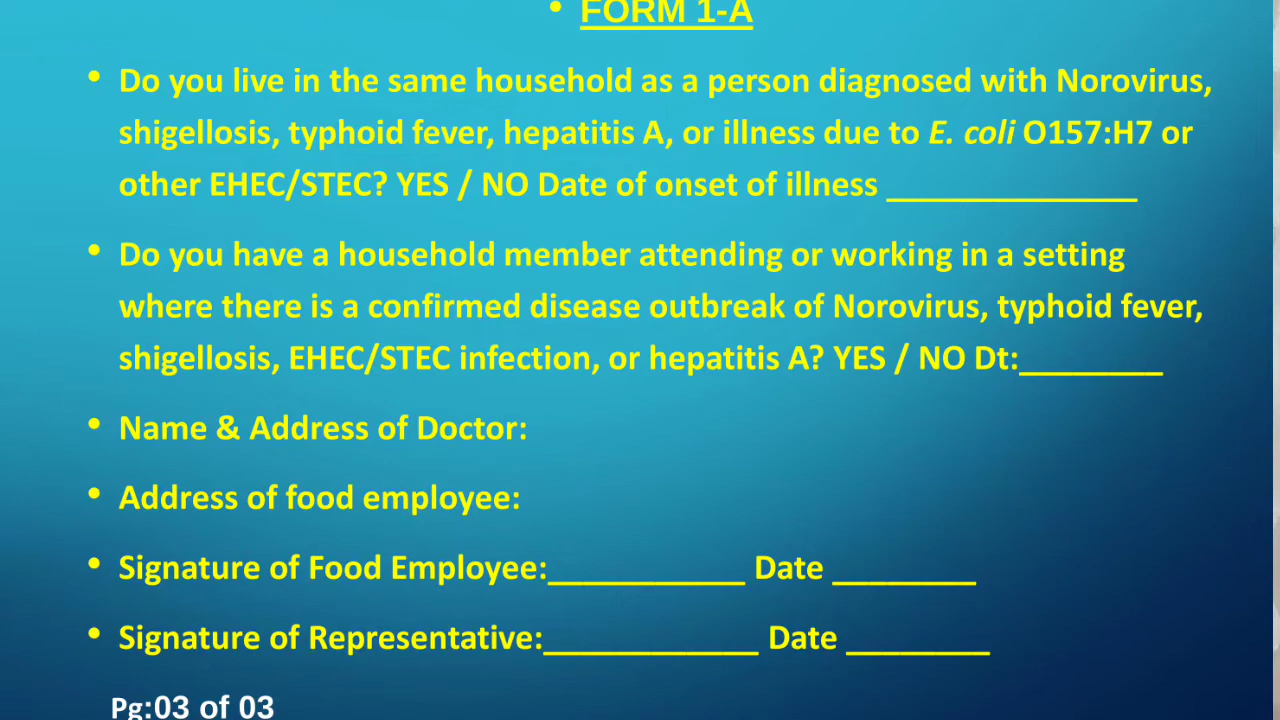 • FORM 1-A
• Do you live in the same household as a person diagnosed with Norovirus,
shigellosis, typhoid fever, hepatitis A, or illness due to E. coli O157:H7 or
other EHEC/STEC? YES / NO Date of onset of illness ______________
• Do you have a household member attending or working in a setting
where there is a confirmed disease outbreak of Norovirus, typhoid fever,
shigellosis, EHEC/STEC infection, or hepatitis A? YES / NO Dt:________
• Name & Address of Doctor:
• Address of food employee:
• Signature of Food Employee:___________ Date ________
• Signature of Representative:____________ Date ________
Pg:03 of 03